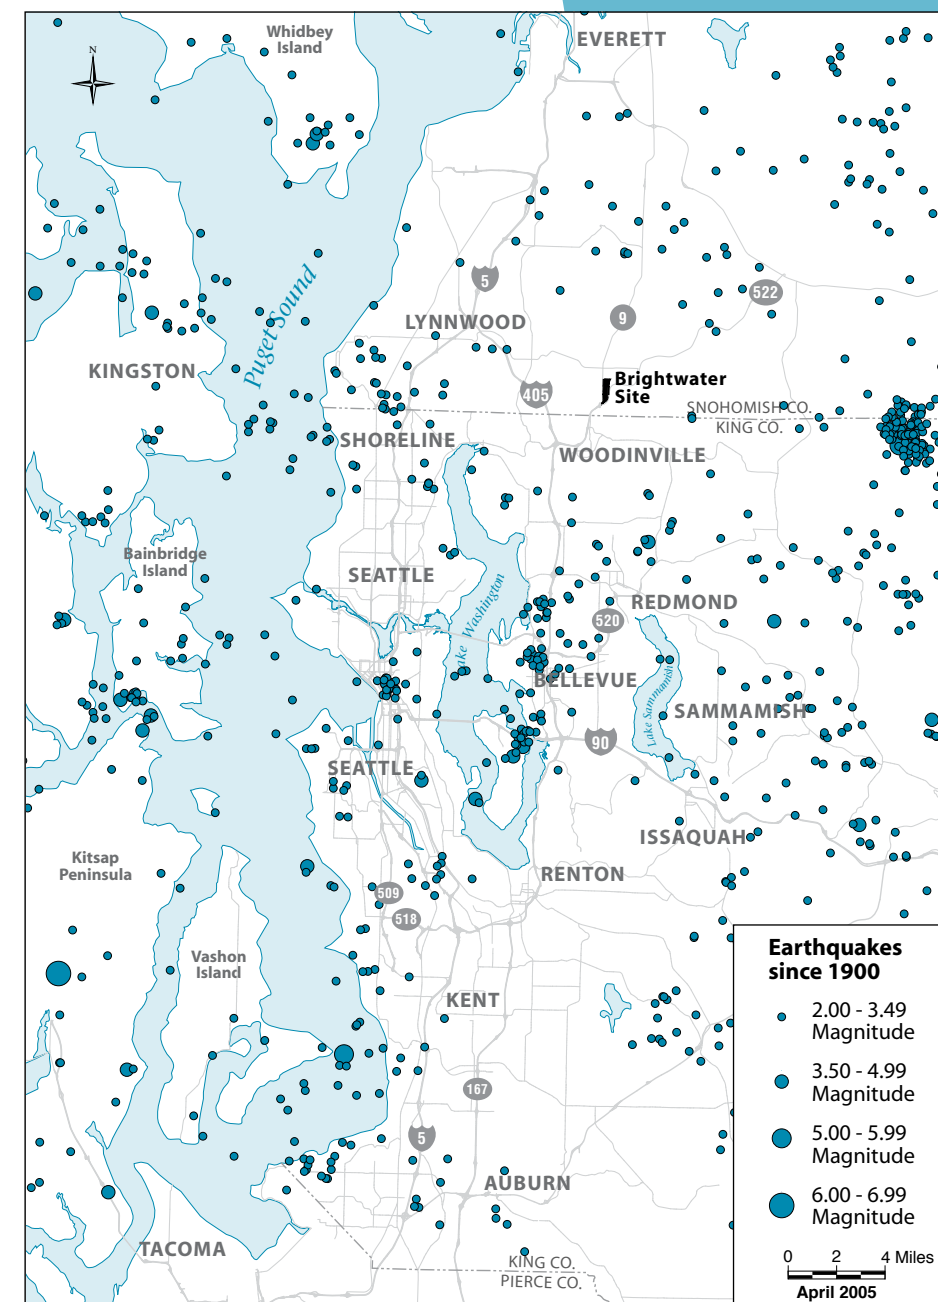 Whidbey
Island
EVERETT
N
Puget Sound
5
522
9
LYNNWOOD
KINGSTON
405
Brightwater
Site
SNOHOMISH CO.
KING CO.
SHORELINE
WOODINVILLE
Bainbridge
Island
SEATTLE
Lake Washington
REDMOND
520
BELLEVUE
Lake Sammamish
SAMMAMISH
90
SEATTLE
ISSAQUAH
Kitsap
Peninsula
RENTON
509
518
Vashon
Island
KENT
167
5
AUBURN
TACOMA
KING CO.
PIERCE CO.
Earthquakes
since 1900
2.00 - 3.49
Magnitude
3.50 - 4.99
Magnitude
5.00 - 5.99
Magnitude
6.00 - 6.99
Magnitude
0 2 4 Miles
April 2005